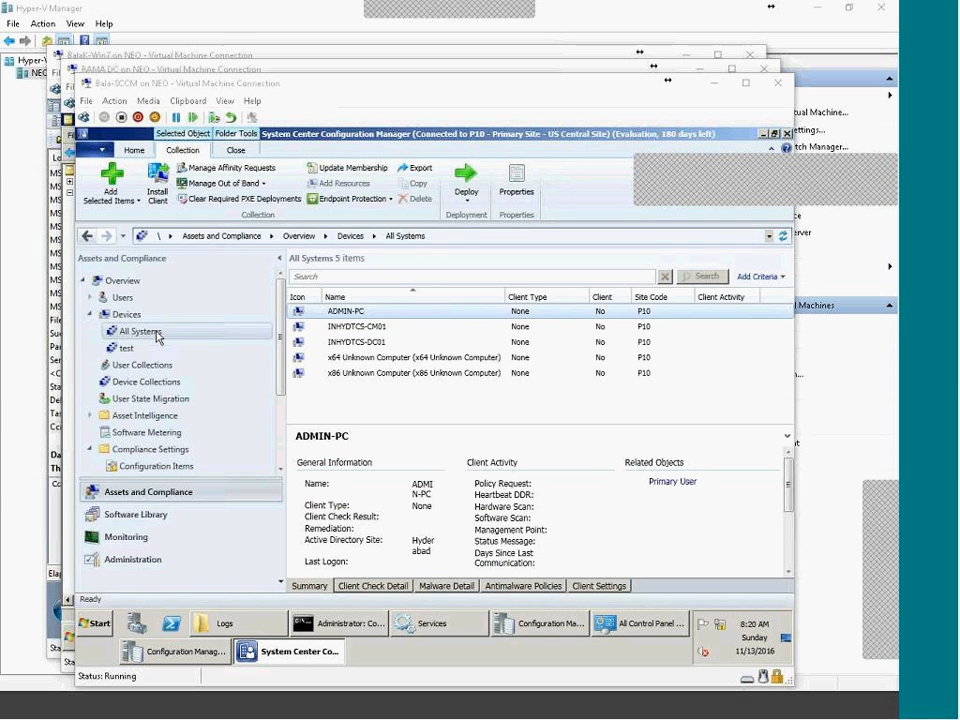 Hyper-V Manager
File Action View Help
BalaK-Win7 on NEO - Virtual Machine Connection
RAMA DC on NEO - Virtual Machine Connection
Bala-SCCM on NEO - Virtual Machine Connection
File Action Media Clipboard View Help
Selected Object Folder Tools System Center Configuration Manager (Connected to P10 - Primary Site - US Central Site) (Evaluation, 180 days left)
Home Collection Close
Add Selected Items
Install Client
Manage Affinity Requests
Manage Out of Band
Clear Required PXE Deployments
Update Membership
Add Resources
Endpoint Protection
Export
Copy
Delete
Deploy
Properties
Collection Deployment Properties
\ Assets and Compliance Overview Devices All Systems
Assets and Compliance
Overview
Users
Devices
All Systems
test
User Collections
Device Collections
User State Migration
Asset Intelligence
Software Metering
Compliance Settings
Configuration Items
Assets and Compliance
Software Library
Monitoring
Administration
All Systems 5 items
Search Search Add Criteria
Icon Name Client Type Client Site Code Client Activity
ADMIN-PC None No P10
INHYDTCS-CM01 None No P10
INHYDTCS-DC01 None No P10
x64 Unknown Computer (x64 Unknown Computer) None No P10
x86 Unknown Computer (x86 Unknown Computer) None No P10
ADMIN-PC
General Information
Name: ADMI
N-PC
Client Type: None
Client Check Result:
Remediation:
Active Directory Site: Hyder
abad
Last Logon:
Client Activity
Policy Request:
Heartbeat DDR:
Hardware Scan:
Software Scan:
Management Point:
Status Message:
Days Since Last
Communication:
Related Objects
Primary User
Summary Client Check Detail Malware Detail Antimalware Policies Client Settings
Ready
Start Logs Administrator: Co... Services Configuration Ma... All Control Panel ...
Configuration Manag... System Center Co...
8:20 AM
Sunday
11/13/2016
Status: Running